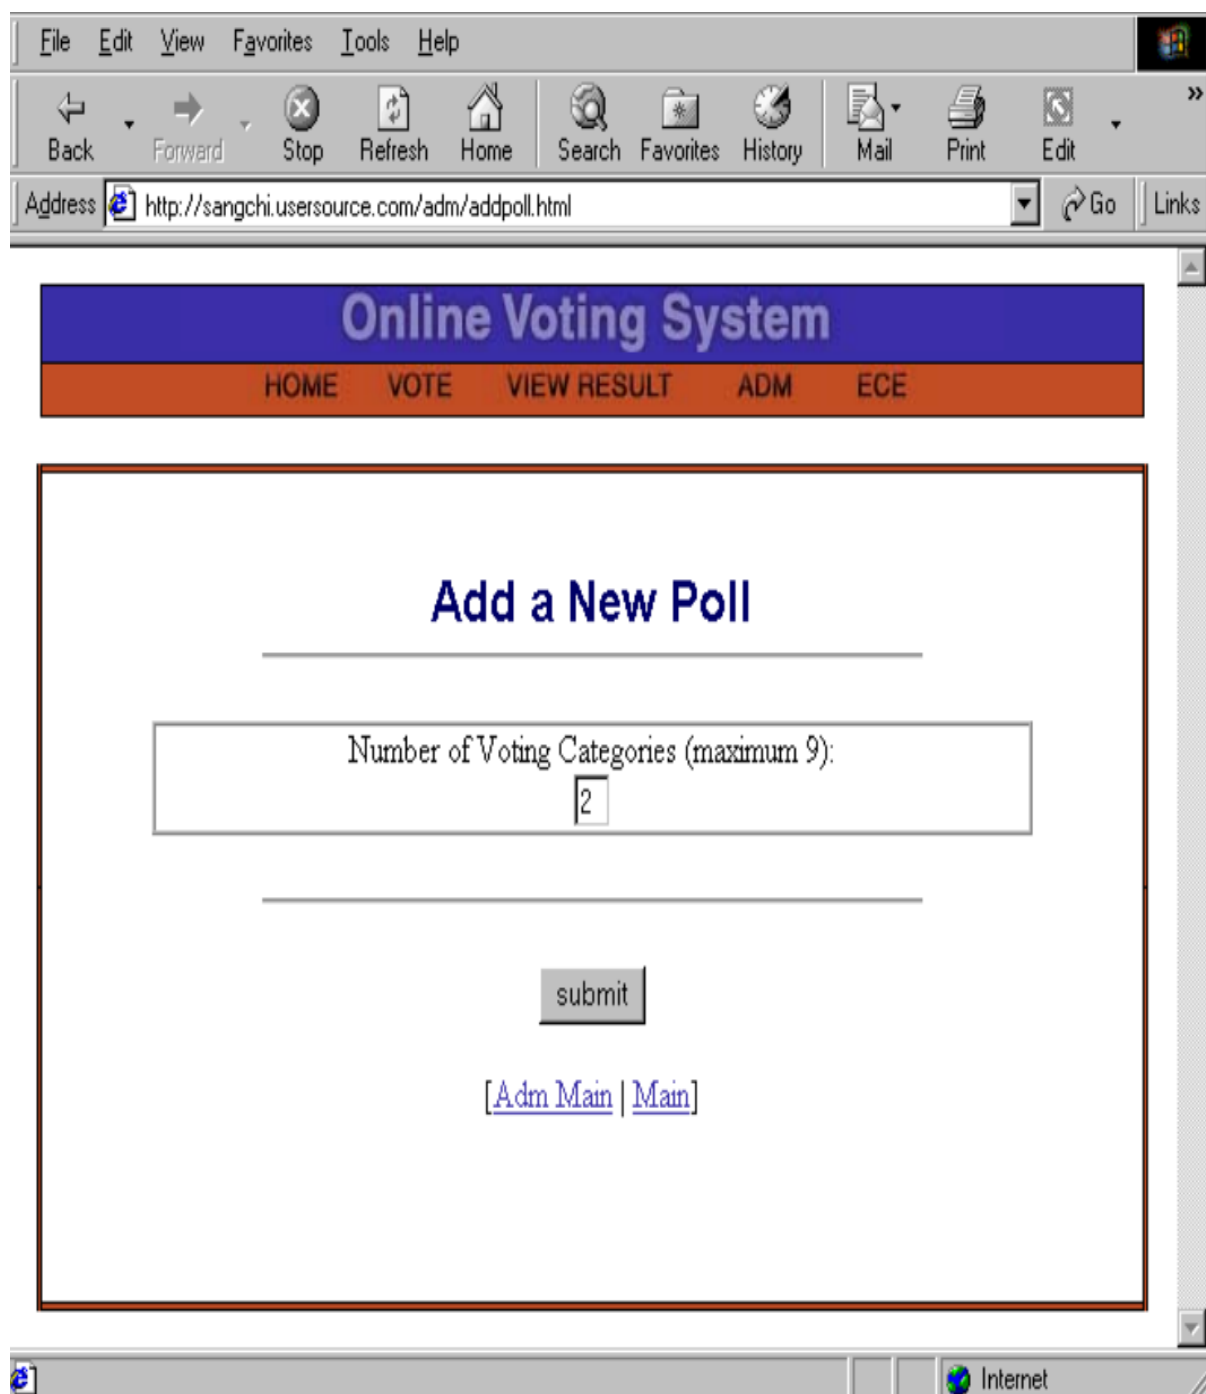 File Edit View Favorites Tools Help
»
Back Forward Stop Refresh Home Search Favorites History Mail Print Edit
Address http://sangchi.usersource.com/adm/addpoll.html Go Links
Online Voting System
HOME VOTE VIEW RESULT ADM ECE
Add a New Poll
Number of Voting Categories (maximum 9):
2
submit
[Adm Main | Main]
Internet